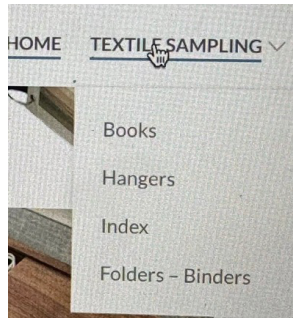 HOME TEXTILE SAMPLING
Books
Hangers
Index
Folders – Binders